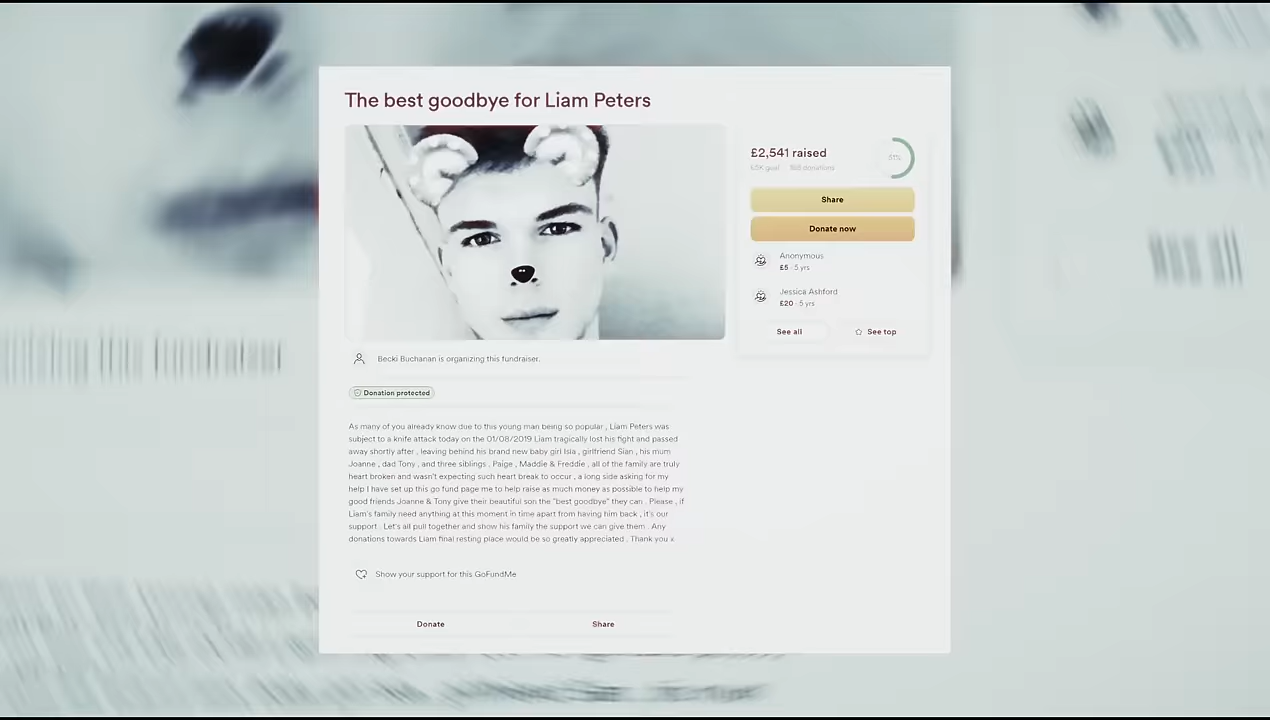 The best goodbye for Liam Peters
£2,541 raised
51%
£5K goal
donations
Share
Donate now
Anonymous
£5 · 5 yrs
Jessica Ashford
£20 · 5 yrs
See all
See top
Becki Buchanan is organizing this fundraiser.
Donation protected
As many of you already know due to this young man being so popular , Liam Peters was
subject to a knife attack today on the 01/08/2019 Liam tragically lost his fight and passed
away shortly after , leaving behind his brand new baby girl Isla , girlfriend Sian , his mum
Joanne , dad Tony , and three siblings , Paige , Maddie & Freddie , all of the family are truly
heart broken and wasn't expecting such heart break to occur , a long side asking for my
help I have set up this go fund page me to help raise as much money as possible to help my
good friends Joanne & Tony give their beautiful son the "best goodbye" they can . Please , if
Liam's family need anything at this moment in time apart from having him back , it's our
support . Let's all pull together and show his family the support we can give them . Any
donations towards Liam final resting place would be so greatly appreciated . Thank you x
Show your support for this GoFundMe
Donate
Share